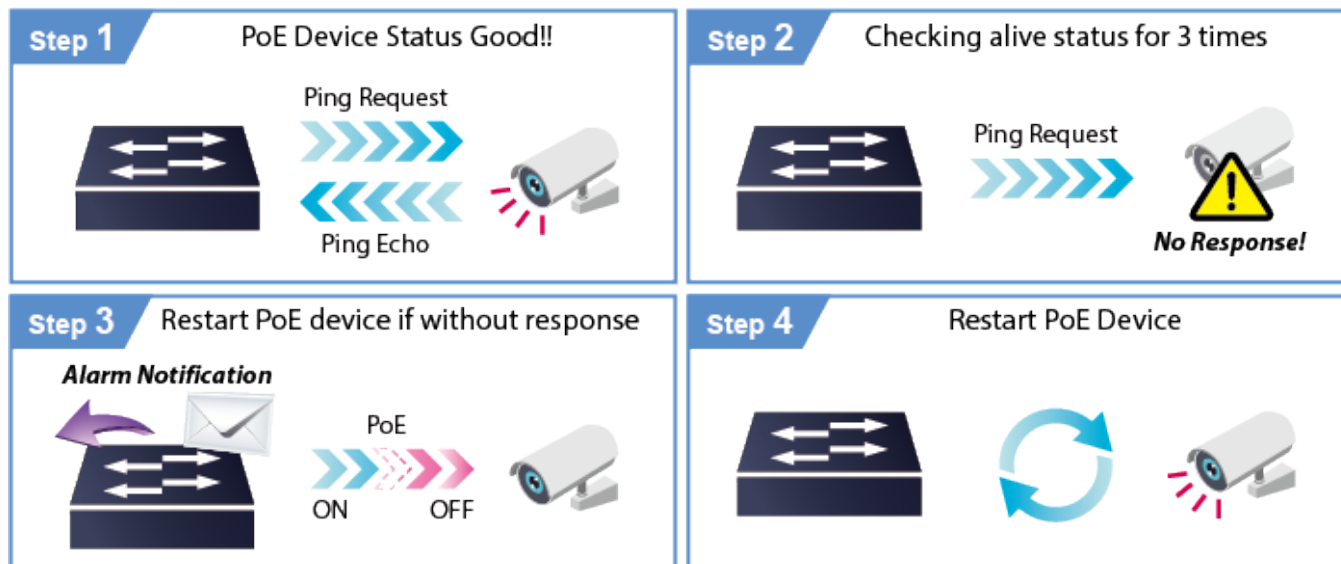 Step 1
PoE Device Status Good!!
Ping Request
Ping Echo
Step 2
Checking alive status for 3 times
Ping Request
No Response!
Step 3
Restart PoE device if without response
Alarm Notification
PoE
ON OFF
Step 4
Restart PoE Device